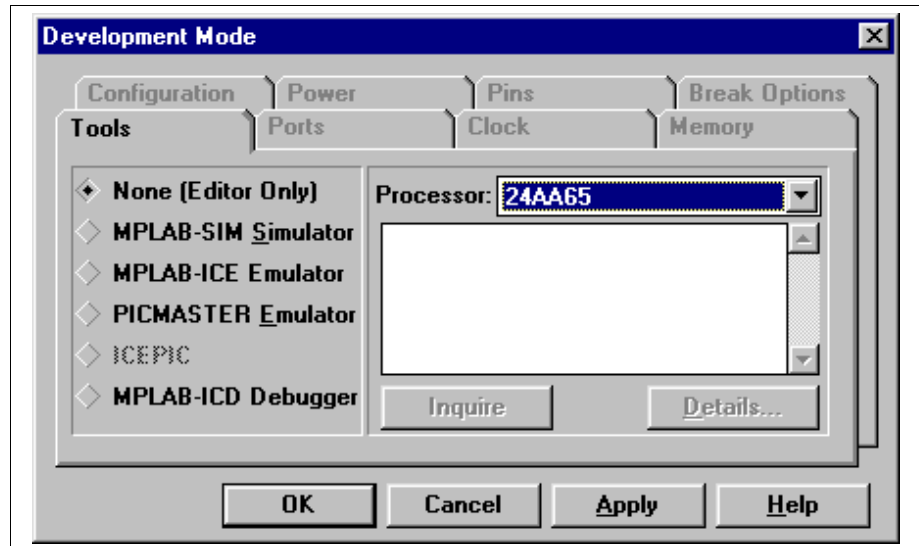 Development Mode
Configuration Power Pins Break Options
Tools Ports Clock Memory
None (Editor Only)
Processor: 24AA65
MPLAB-SIM Simulator
MPLAB-ICE Emulator
PICMASTER Emulator
ICEPIC
MPLAB-ICD Debugger
Inquire Details...
OK Cancel Apply Help